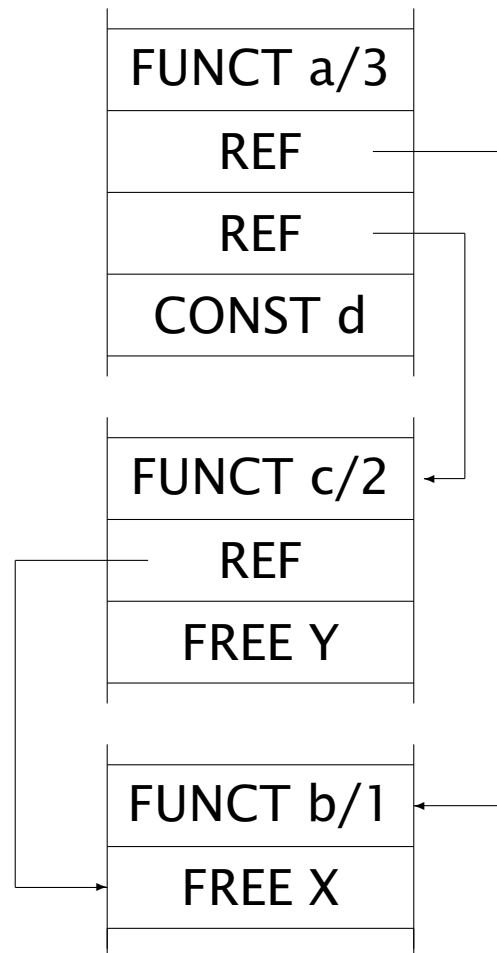 FUNCT a/3
REF
REF
CONST d
FUNCT c/2
REF
FREE Y
FUNCT b/1
FREE X